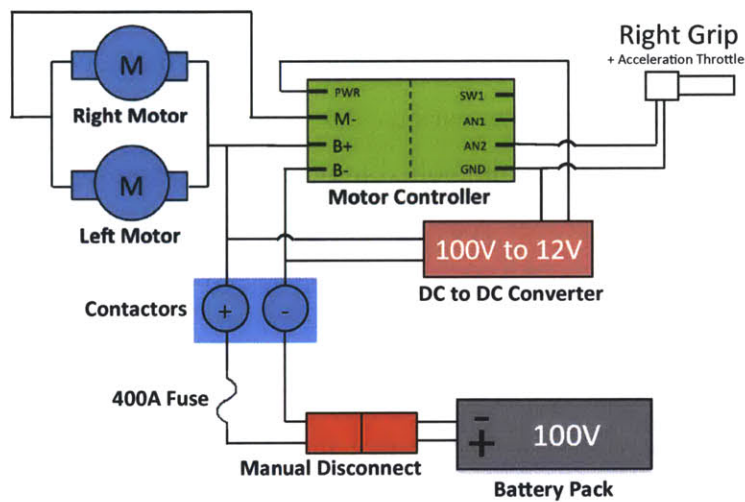 Right Grip
+ Acceleration Throttle
M
Right Motor
M
Left Motor
PWR
M-
B+
B-
SW1
AN1
AN2
GND
Motor Controller
100V to 12V
DC to DC Converter
Contactors
+
-
400A Fuse
Manual Disconnect
-
+
100V
Battery Pack